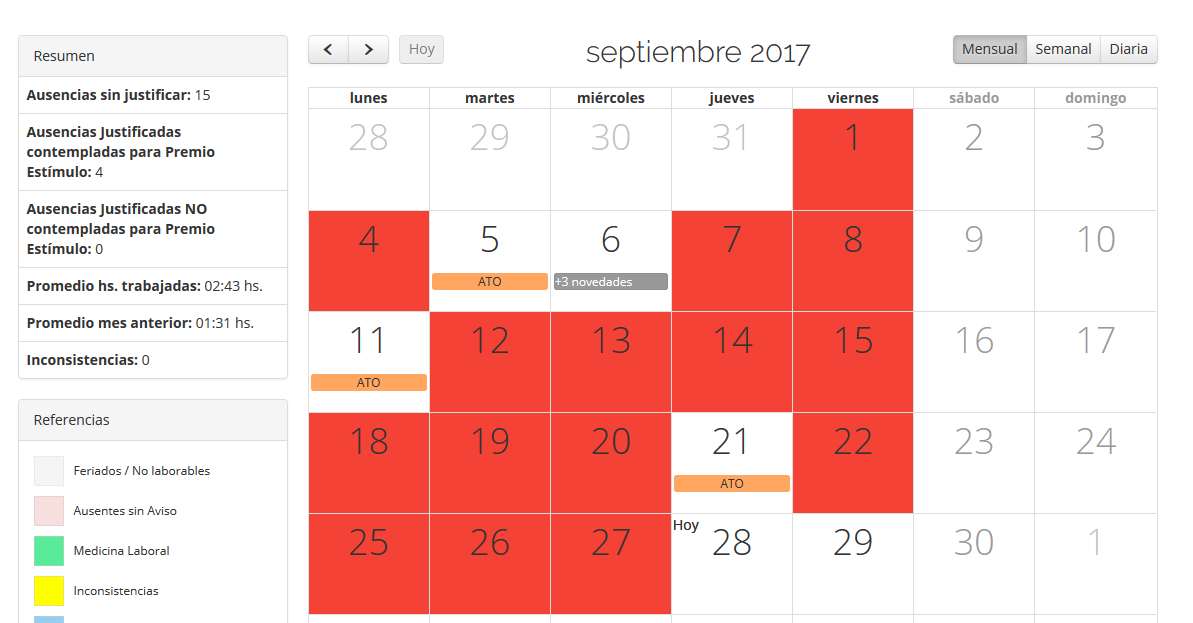 Resumen
Ausencias sin justificar: 15
Ausencias Justificadas
contempladas para Premio
Estímulo: 4
Ausencias Justificadas NO
contempladas para Premio
Estímulo: 0
Promedio hs. trabajadas: 02:43 hs.
Promedio mes anterior: 01:31 hs.
Inconsistencias: 0
Referencias
Feriados / No laborables
Ausentes sin Aviso
Medicina Laboral
Inconsistencias
Hoy
septiembre 2017
Mensual Semanal Diaria
lunes martes miércoles jueves viernes sábado domingo
28 29 30 31 1 2 3
4 5 6 7 8 9 10
ATO +3 novedades
11 12 13 14 15 16 17
ATO
18 19 20 21 22 23 24
ATO
Hoy
25 26 27 28 29 30 1